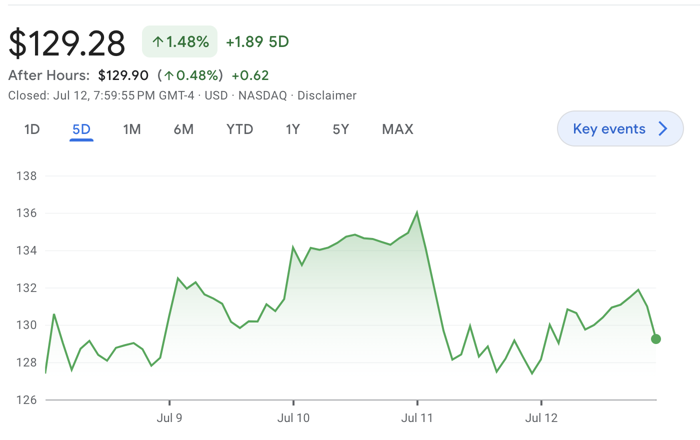 $129.28 ↑1.48% +1.89 5D
After Hours: $129.90 (↑0.48%) +0.62
Closed: Jul 12, 7:59:55 PM GMT-4 · USD · NASDAQ · Disclaimer
1D 5D 1M 6M YTD 1Y 5Y MAX Key events
138
136
134
132
130
128
126
Jul 9 Jul 10 Jul 11 Jul 12